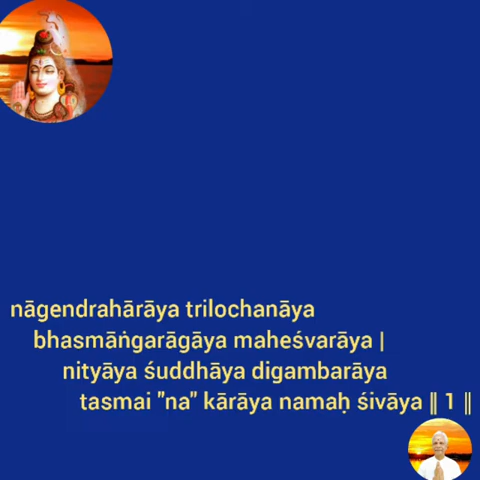 nāgendrahārāya trilochanāya
bhasmāṅgarāgāya maheśvarāya |
nityāya śuddhāya digambarāya
tasmai "na" kārāya namaḥ śivāya ‖ 1 ‖